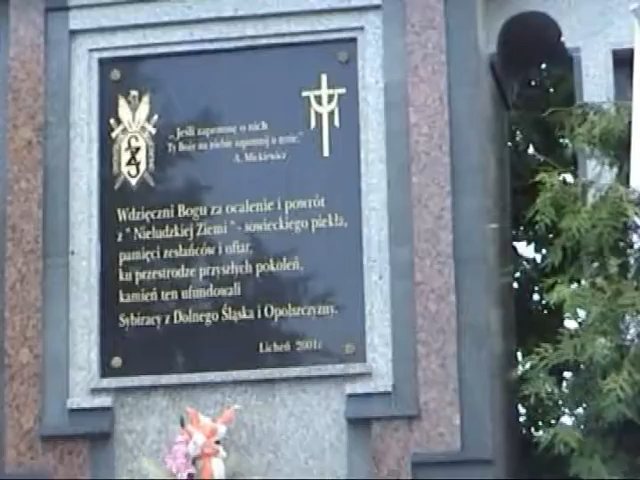 „Jeśli zapomnę o nich
Ty Boże na niebie zapomnij o mnie."
A. Mickiewicz
Wdzięczni Bogu za ocalenie i powrót
z " Nieludzkiej Ziemi " - sowieckiego piekła,
pamięci zesłańców i ofiar,
ku przestrodze przyszłych pokoleń,
kamień ten ufundowali
Sybiracy z Dolnego Śląska i Opolszczyzny.
Licheń 2001r